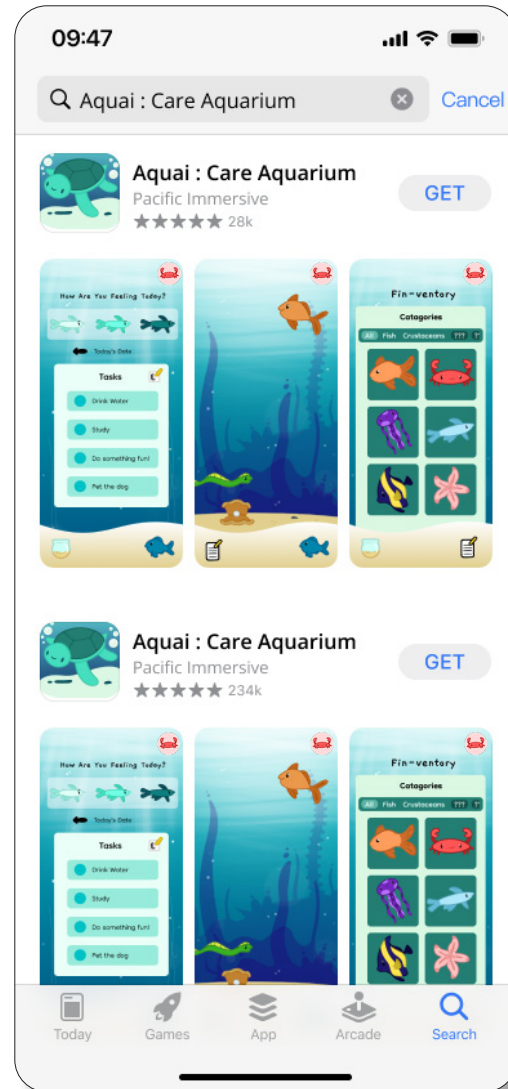 09:47
Aquai : Care Aquarium
Cancel
Aquai : Care Aquarium
Pacific Immersive
28k
GET
How Are You Feeling Today?
Today's Date
Tasks
Drink Water
Study
Do something fun!
Pet the dog
Fin-ventory
Catagories
All Fish Crustaceans ??? ?
Aquai : Care Aquarium
Pacific Immersive
234k
GET
How Are You Feeling Today?
Today's Date
Tasks
Drink Water
Study
Do something fun!
Pet the dog
Fin-ventory
Catagories
All Fish Crustaceans ??? ?
Today
Games
App
Arcade
Search